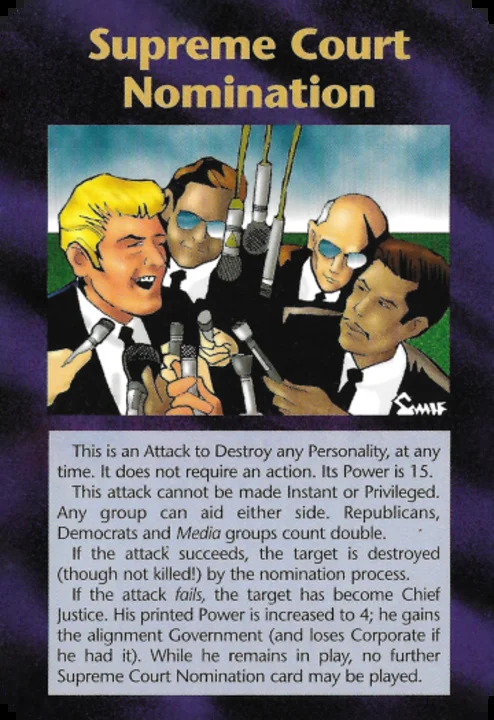 Supreme Court
Nomination
This is an Attack to Destroy any Personality, at any
time. It does not require an action. Its Power is 15.
This attack cannot be made Instant or Privileged.
Any group can aid either side. Republicans,
Democrats and Media groups count double.
If the attack succeeds, the target is destroyed
(though not killed!) by the nomination process.
If the attack fails, the target has become Chief
Justice. His printed Power is increased to 4; he gains
the alignment Government (and loses Corporate if
he had it). While he remains in play, no further
Supreme Court Nomination card may be played.